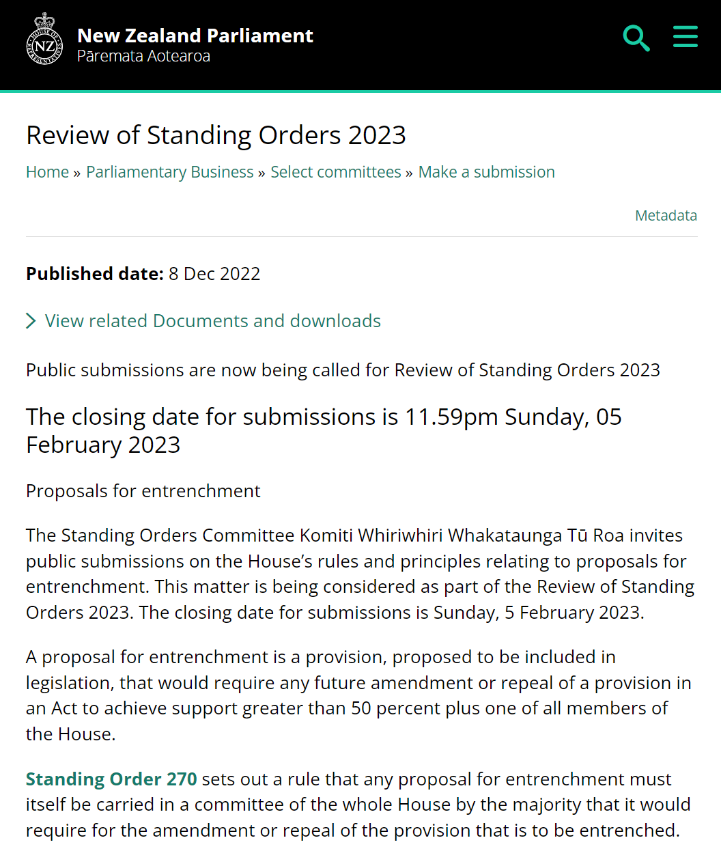 New Zealand Parliament
Pāremata Aotearoa
Review of Standing Orders 2023
Home » Parliamentary Business » Select committees » Make a submission
Metadata
Published date: 8 Dec 2022
View related Documents and downloads
Public submissions are now being called for Review of Standing Orders 2023
The closing date for submissions is 11.59pm Sunday, 05
February 2023
Proposals for entrenchment
The Standing Orders Committee Komiti Whiriwhiri Whakataunga Tū Roa invites
public submissions on the House’s rules and principles relating to proposals for
entrenchment. This matter is being considered as part of the Review of Standing
Orders 2023. The closing date for submissions is Sunday, 5 February 2023.
A proposal for entrenchment is a provision, proposed to be included in
legislation, that would require any future amendment or repeal of a provision in
an Act to achieve support greater than 50 percent plus one of all members of
the House.
Standing Order 270 sets out a rule that any proposal for entrenchment must
itself be carried in a committee of the whole House by the majority that it would
require for the amendment or repeal of the provision that is to be entrenched.